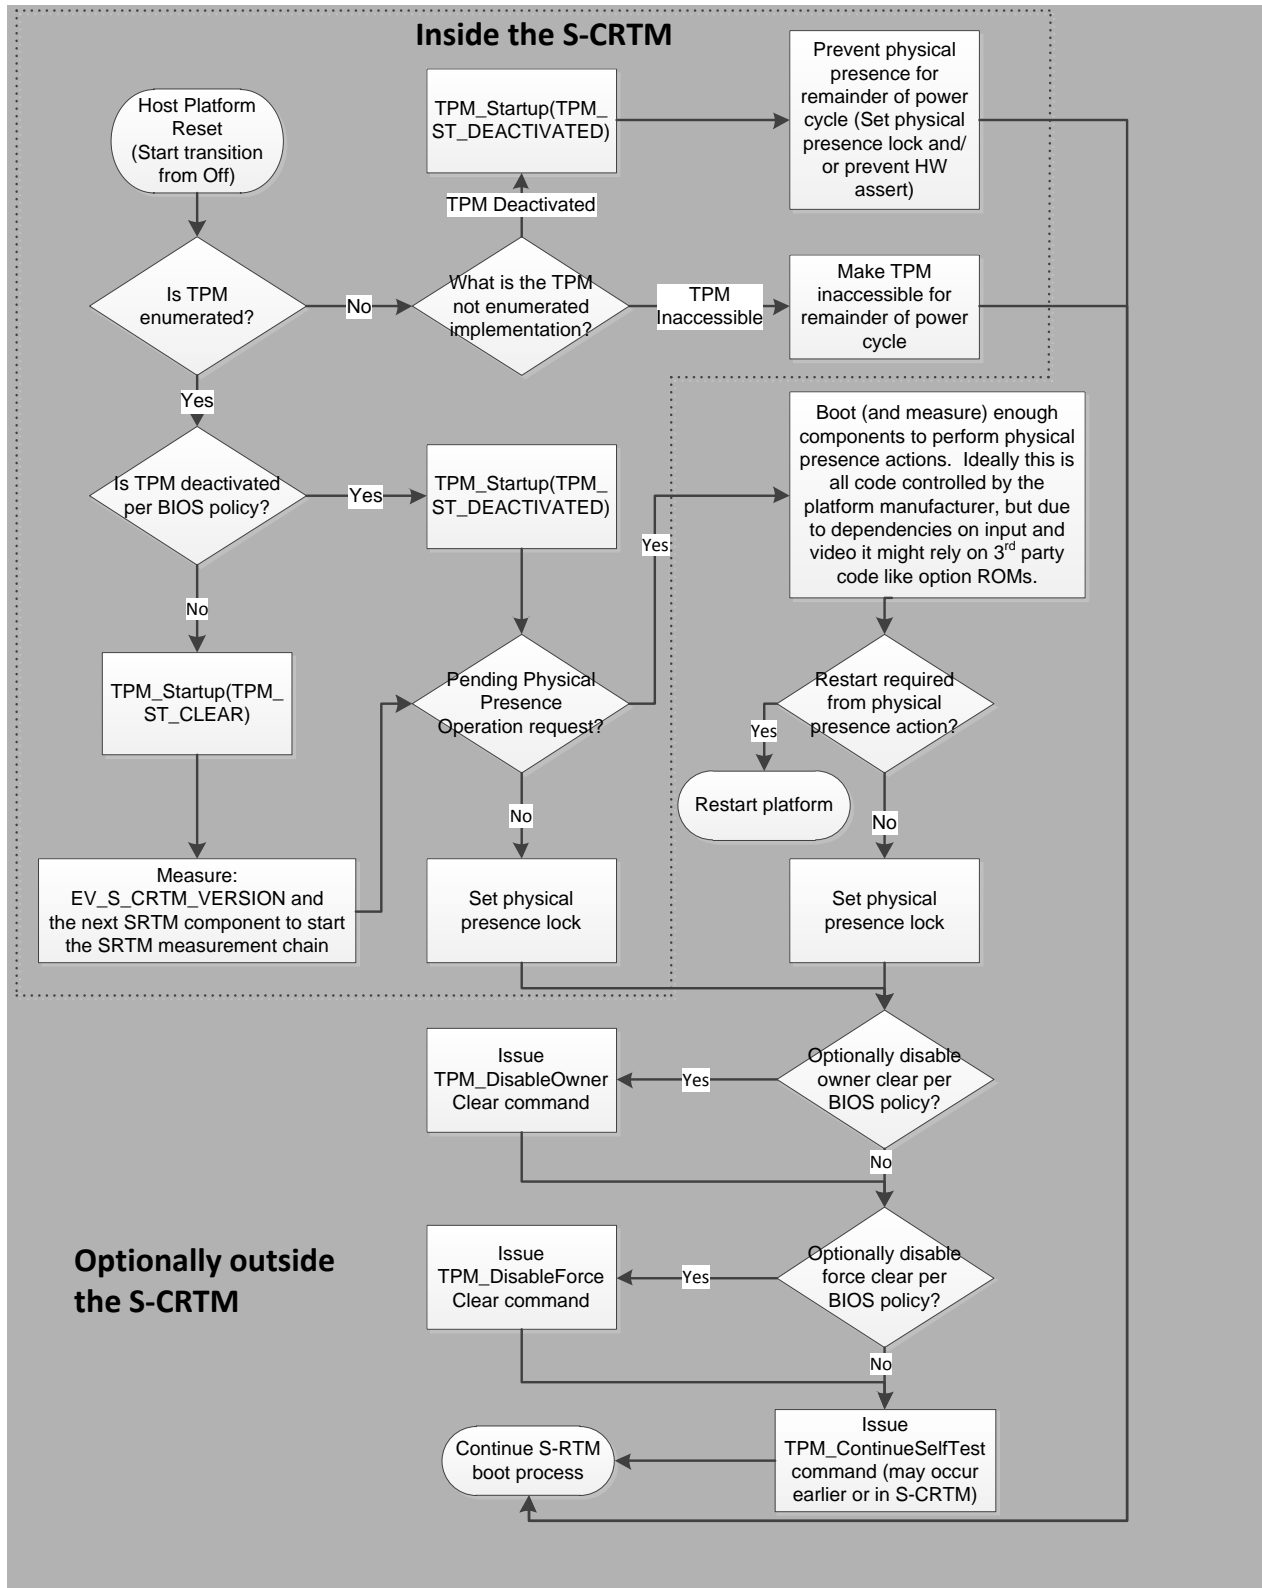 Inside the S-CRTM
Host Platform
Reset
(Start transition
from Off)
TPM_Startup(TPM_
ST_DEACTIVATED)
Prevent physical
presence for
remainder of power
cycle (Set physical
presence lock and/
or prevent HW
assert)
TPM Deactivated
Is TPM
enumerated?
No
What is the TPM
not enumerated
implementation?
TPM
Inaccessible
Make TPM
inaccessible for
remainder of power
cycle
Yes
Is TPM deactivated
per BIOS policy?
Yes
TPM_Startup(TPM_
ST_DEACTIVATED)
Yes
Boot (and measure) enough
components to perform physical
presence actions.  Ideally this is
all code controlled by the
platform manufacturer, but due
to dependencies on input and
video it might rely on 3rd party
code like option ROMs.
No
TPM_Startup(TPM_
ST_CLEAR)
Pending Physical
Presence
Operation request?
Restart required
from physical
presence action?
Yes
Restart platform
No
No
Measure:
EV_S_CRTM_VERSION and
the next SRTM component to start
the SRTM measurement chain
Set physical
presence lock
Set physical
presence lock
Issue
TPM_DisableOwner
Clear command
Yes
Optionally disable
owner clear per
BIOS policy?
No
Optionally outside
the S-CRTM
Issue
TPM_DisableForce
Clear command
Yes
Optionally disable
force clear per
BIOS policy?
No
Continue S-RTM
boot process
Issue
TPM_ContinueSelfTest
command (may occur
earlier or in S-CRTM)